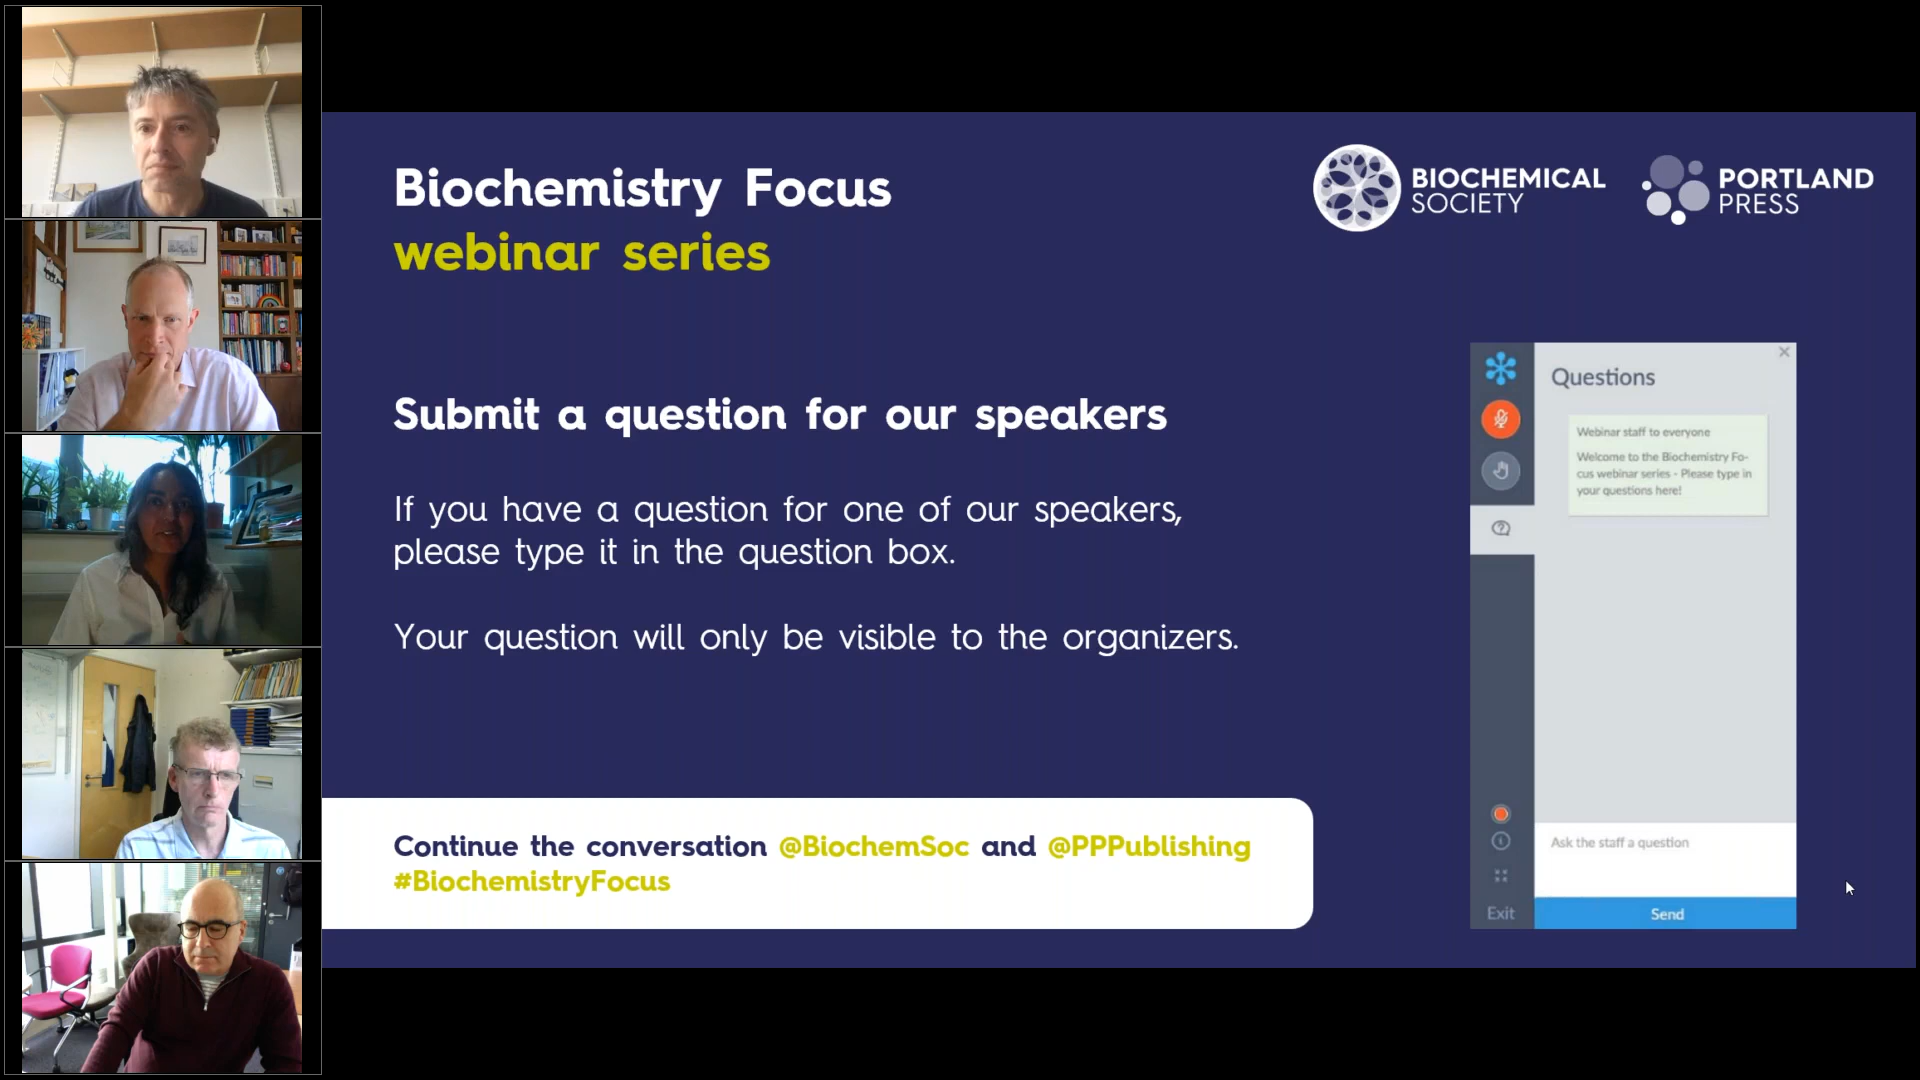 Biochemistry Focus
webinar series
BIOCHEMICAL
SOCIETY
PORTLAND
PRESS
Submit a question for our speakers
If you have a question for one of our speakers,
please type it in the question box.
Your question will only be visible to the organizers.
Questions
Webinar staff to everyone
Welcome to the Biochemistry Fo-
cus webinar series - Please type in
your questions here!
Ask the staff a question
Exit
Send
Continue the conversation @BiochemSoc and @PPPublishing
#BiochemistryFocus